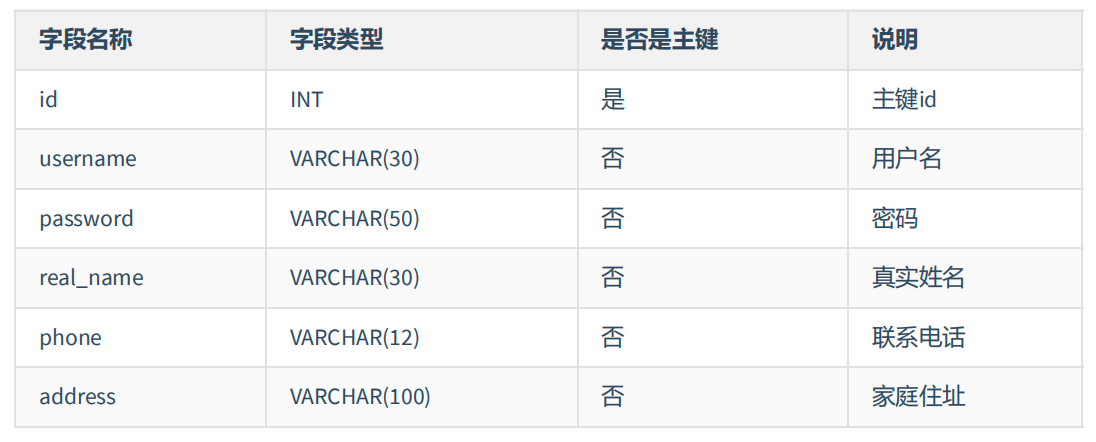 字段名称 字段类型 是否是主键 说明
id INT 是 主键id
username VARCHAR(30) 否 用户名
password VARCHAR(50) 否 密码
real_name VARCHAR(30) 否 真实姓名
phone VARCHAR(12) 否 联系电话
address VARCHAR(100) 否 家庭住址